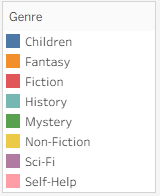 Genre
Children
Fantasy
Fiction
History
Mystery
Non-Fiction
Sci-Fi
Self-Help